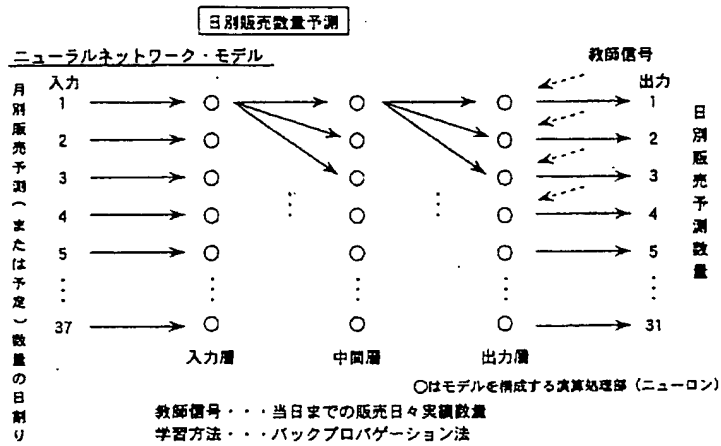 日別販売数量予測
ニューラルネットワーク・モデル
教師信号
入力
出力
月別販売予測(または予定)数量の日割り
1
2
3
4
5
37
1
2
3
4
5
31
日別販売予測数量
入力層
中間層
出力層
○はモデルを構成する演算処理部(ニューロン)
教師信号・・・当日までの販売日々実績数量
学習方法・・・バックプロパゲーション法